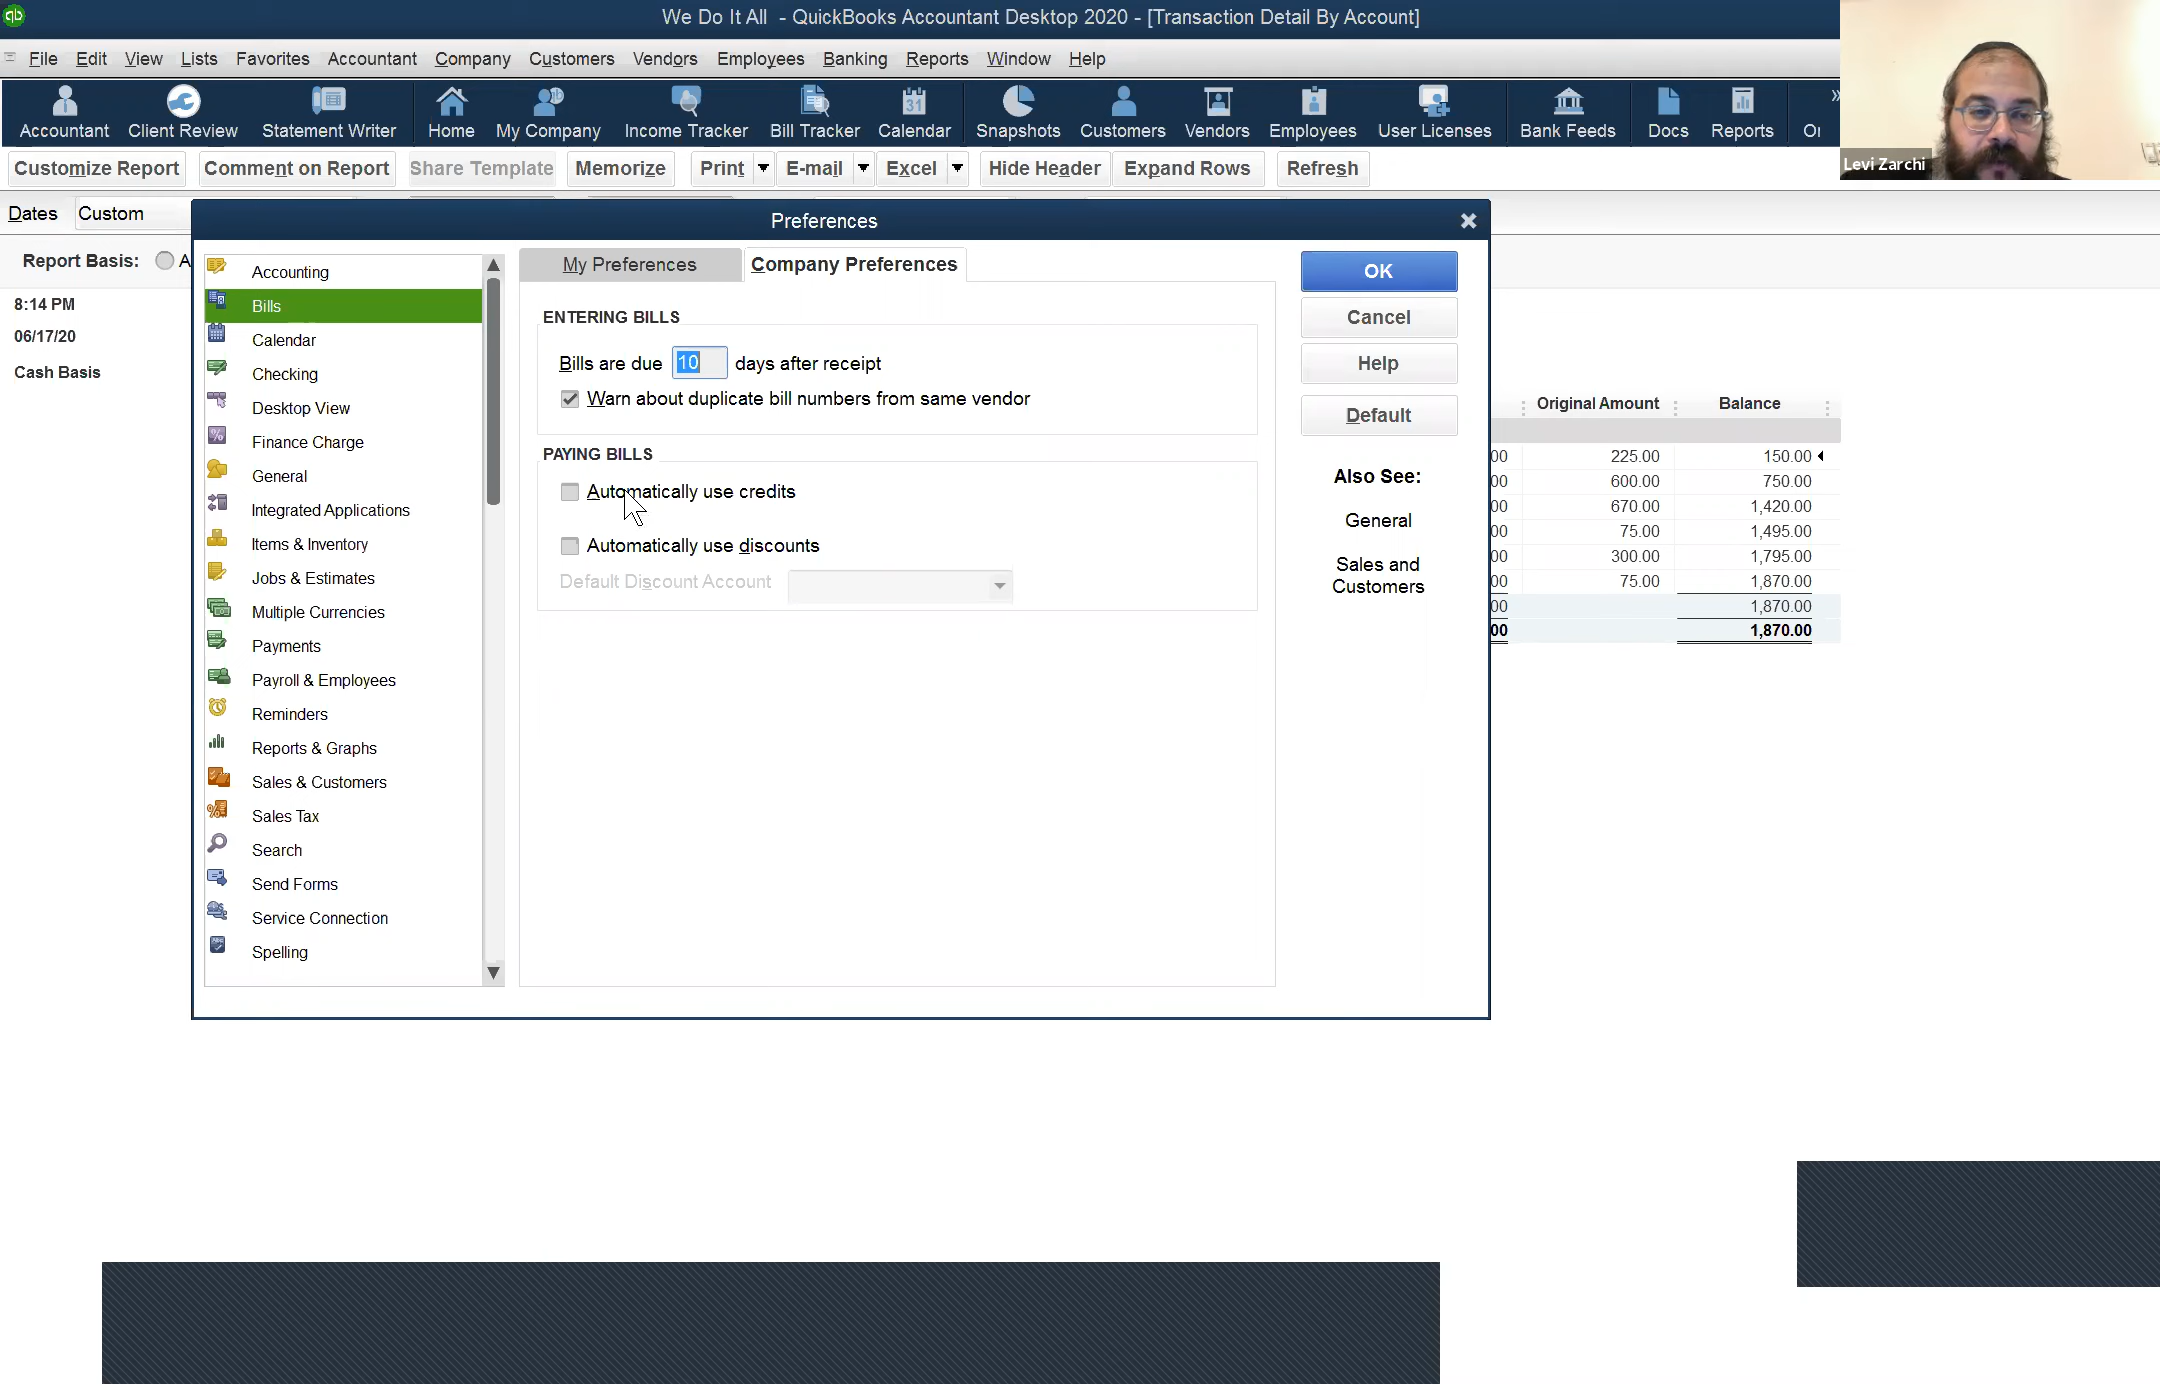 We Do It All - QuickBooks Accountant Desktop 2020 - [Transaction Detail By Account]
File Edit View Lists Favorites Accountant Company Customers Vendors Employees Banking Reports Window Help
Accountant Client Review Statement Writer Home My Company Income Tracker Bill Tracker Calendar Snapshots Customers Vendors Employees User Licenses Bank Feeds Docs Reports
Levi Zarchi
Customize Report Comment on Report Share Template Memorize Print E-mail Excel Hide Header Expand Rows Refresh
Dates Custom
Preferences
Report Basis: A
8:14 PM
06/17/20
Cash Basis
Accounting
Bills
Calendar
Checking
Desktop View
Finance Charge
General
Integrated Applications
Items & Inventory
Jobs & Estimates
Multiple Currencies
Payments
Payroll & Employees
Reminders
Reports & Graphs
Sales & Customers
Sales Tax
Search
Send Forms
Service Connection
Spelling
My Preferences Company Preferences
ENTERING BILLS
Bills are due 10 days after receipt
Warn about duplicate bill numbers from same vendor
PAYING BILLS
Automatically use credits
Automatically use discounts
Default Discount Account
OK
Cancel
Help
Default
Also See:
General
Sales and
Customers
Original Amount Balance
00 225.00 150.00
00 600.00 750.00
00 670.00 1,420.00
00 75.00 1,495.00
00 300.00 1,795.00
00 75.00 1,870.00
00 1,870.00
00 1,870.00